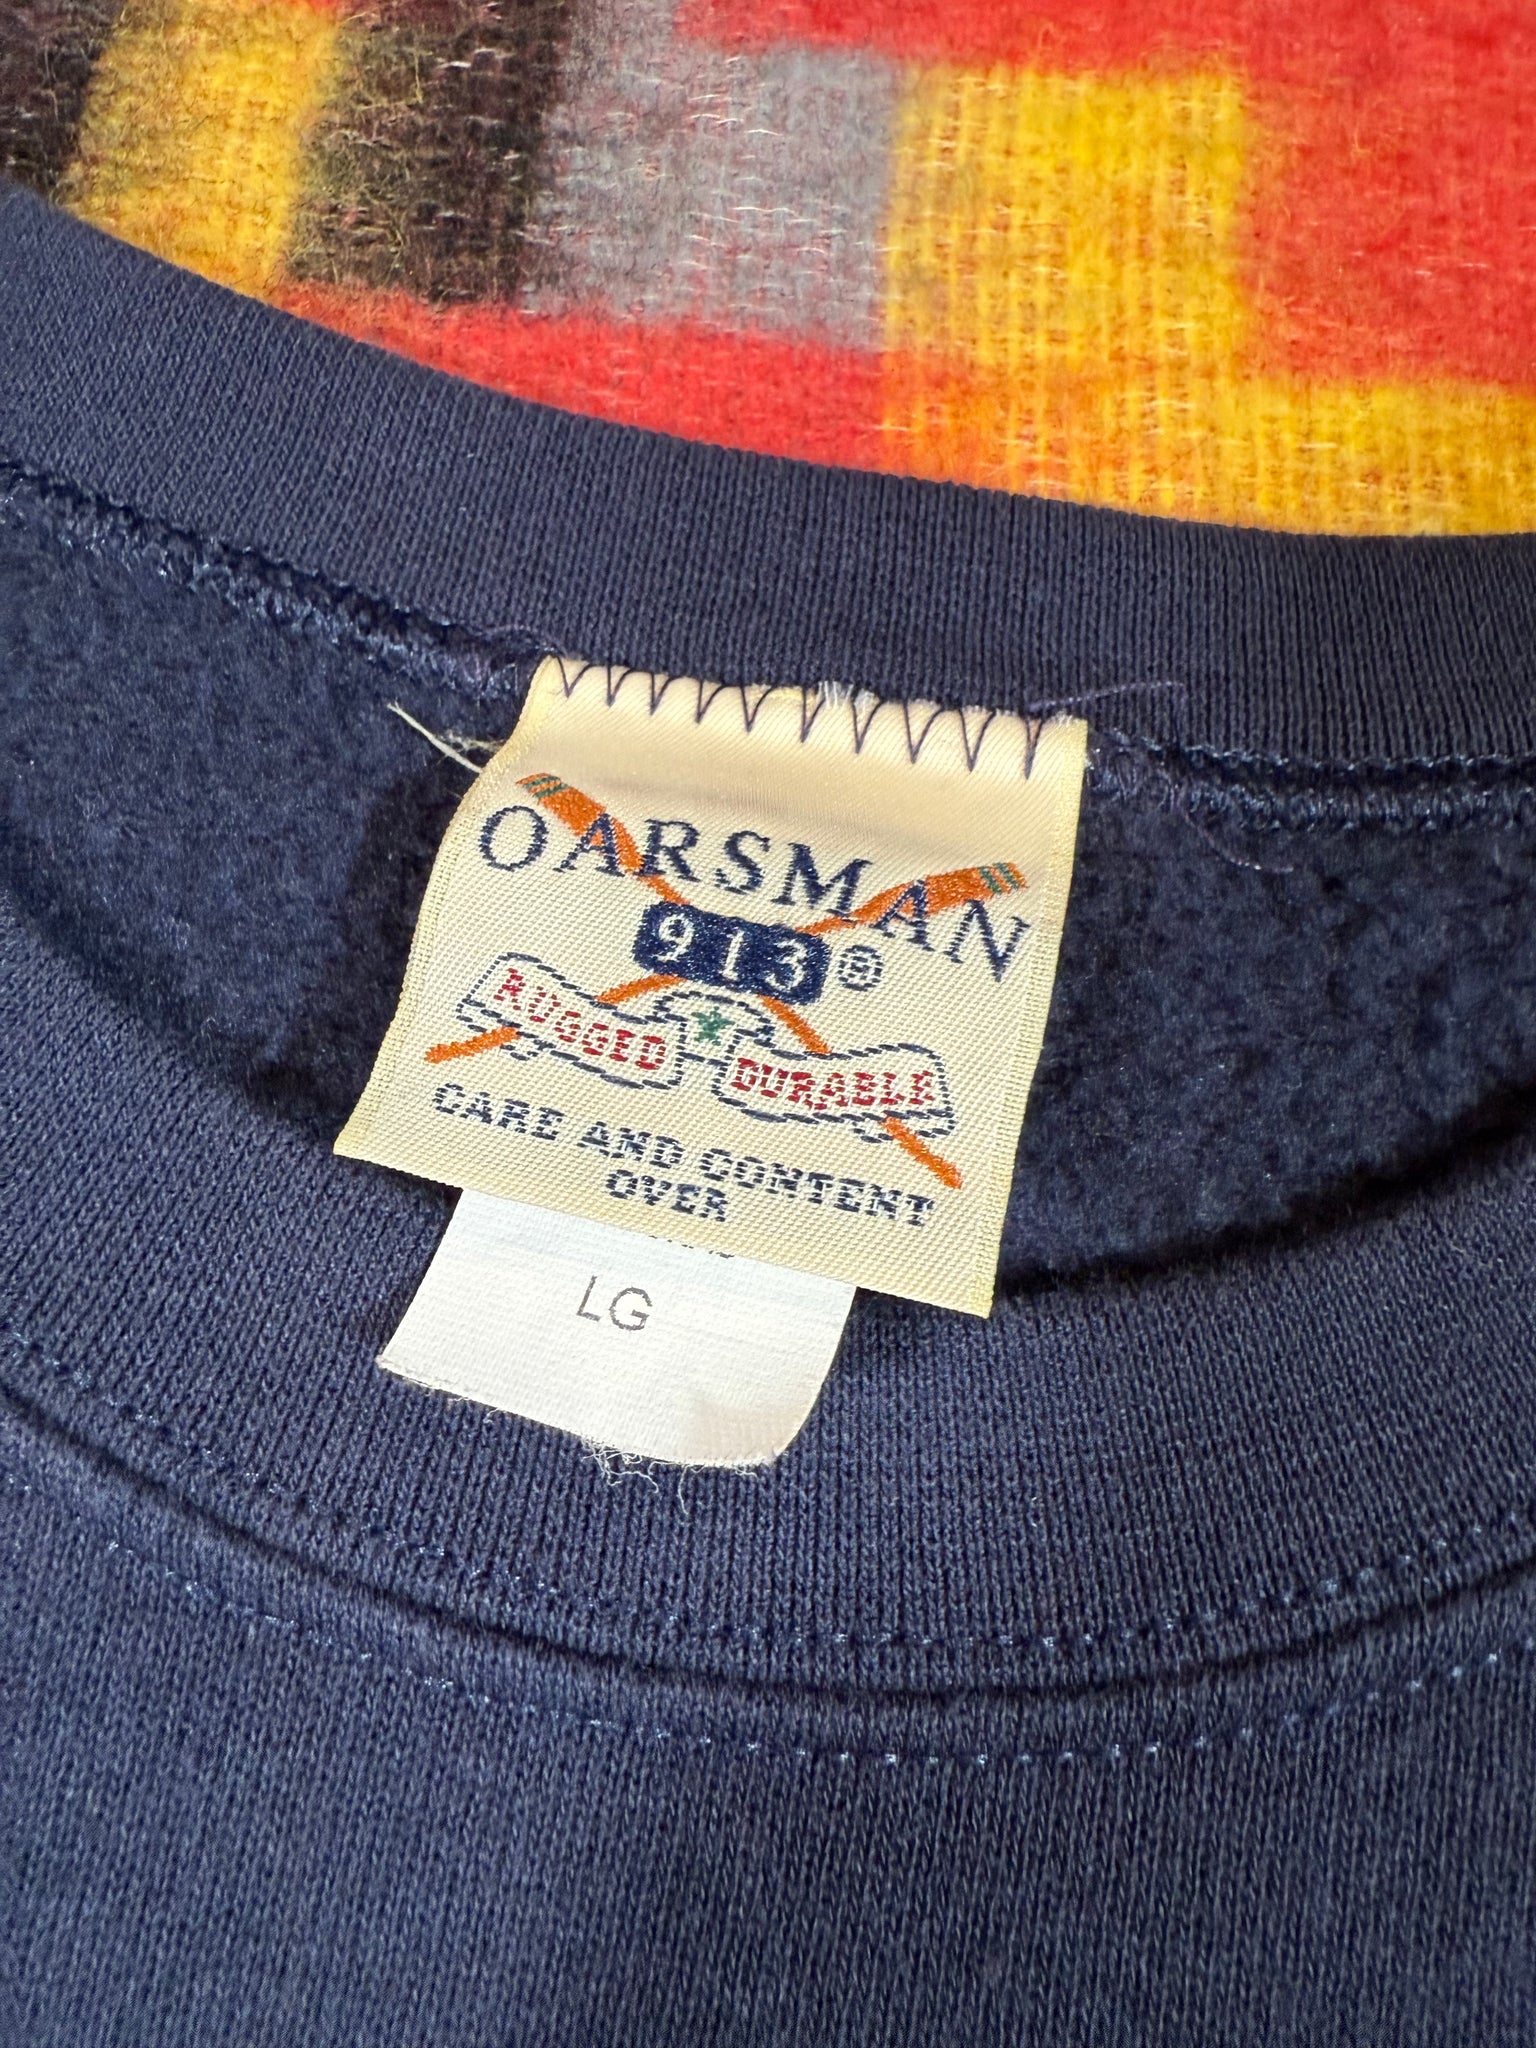 OARSMAN
913®
RUGGED DURABLE
CARE AND CONTENT
OVER
LG